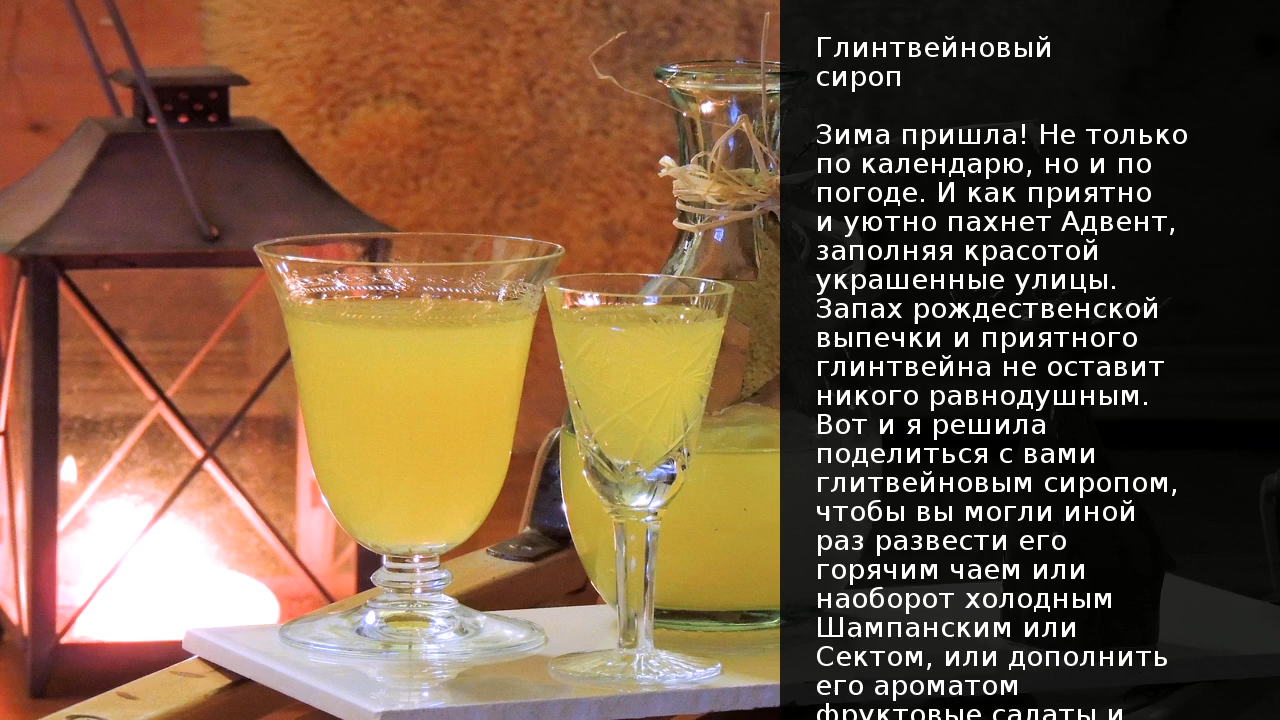 Глинтвейновый
сироп
Зима пришла! Не только
по календарю, но и по
погоде. И как приятно
и уютно пахнет Адвент,
заполняя красотой
украшенные улицы.
Запах рождественской
выпечки и приятного
глинтвейна не оставит
никого равнодушным.
Вот и я решила
поделиться с вами
глитвейновым сиропом,
чтобы вы могли иной
раз развести его
горячим чаем или
наоборот холодным
Шампанским или
Сектом, или дополнить
его ароматом
фруктовые салаты и